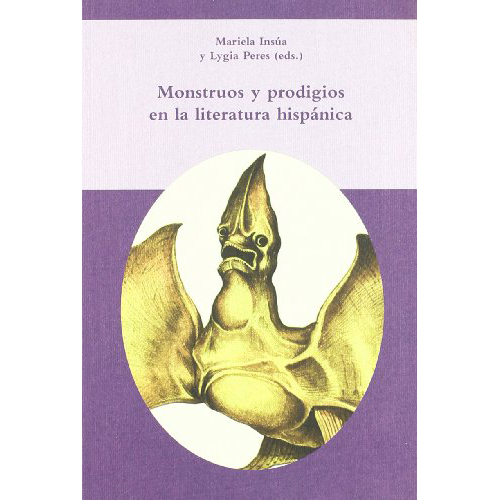 Mariela Insúa
y Lygia Peres (eds.)
Monstruos y prodigios
en la literatura hispánica